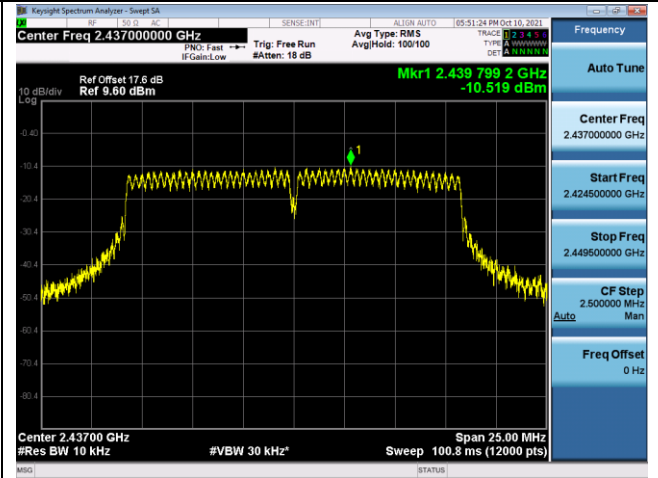 Keysight Spectrum Analyzer - Swept SA
RF 50 Ω AC SENSE:INT ALIGN AUTO 05:51:24 PM Oct 10, 2021
Center Freq 2.437000000 GHz
PNO: Fast
IFGain:Low
Trig: Free Run
#Atten: 18 dB
Avg Type: RMS
Avg|Hold: 100/100
TRACE 1 2 3 4 5 6
TYPE A WWWWW
DET A N N N N N
Frequency
Auto Tune
Center Freq
2.437000000 GHz
Start Freq
2.424500000 GHz
Stop Freq
2.449500000 GHz
CF Step
2.500000 MHz
Auto Man
Freq Offset
0 Hz
Mkr1 2.439 799 2 GHz
-10.519 dBm
Ref Offset 17.6 dB
10 dB/div Ref 9.60 dBm
Log
-0.40
-10.4
-20.4
-30.4
-40.4
-50.4
-60.4
-70.4
-80.4
1
Center 2.43700 GHz Span 25.00 MHz
#Res BW 10 kHz #VBW 30 kHz* Sweep 100.8 ms (12000 pts)
MSG STATUS